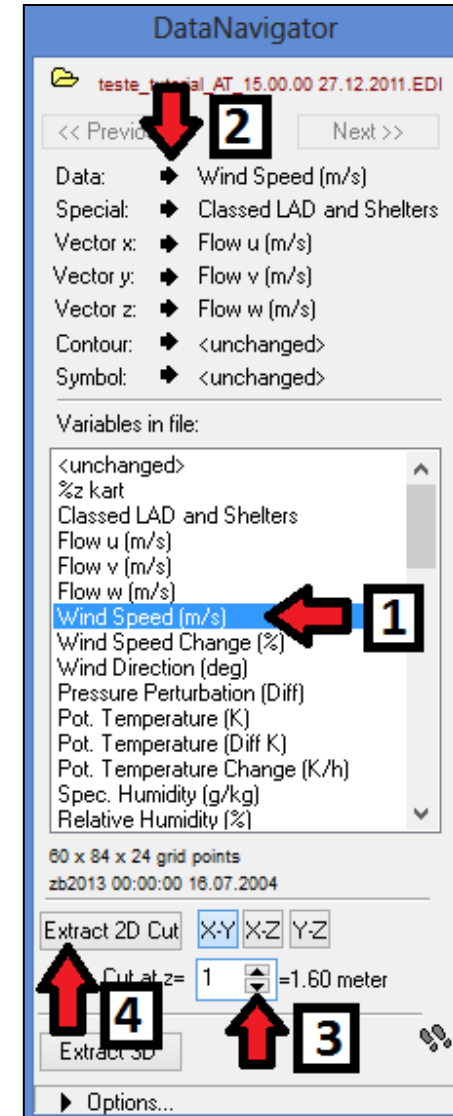 DataNavigator
teste_tutorial_AT_15.00.00 27.12.2011.EDI
<< Previo 2 Next >>
Data: Wind Speed (m/s)
Special: Classed LAD and Shelters
Vector x: Flow u (m/s)
Vector y: Flow v (m/s)
Vector z: Flow w (m/s)
Contour: <unchanged>
Symbol: <unchanged>
Variables in file:
<unchanged>
%z kart
Classed LAD and Shelters
Flow u (m/s)
Flow v (m/s)
Flow w (m/s)
Wind Speed (m/s) 1
Wind Speed Change (%)
Wind Direction (deg)
Pressure Perturbation (Diff)
Pot. Temperature (K)
Pot. Temperature (Diff K)
Pot. Temperature Change (K/h)
Spec. Humidity (g/kg)
Relative Humidity (%)
60 x 84 x 24 grid points
zb2013 00:00:00 16.07.2004
Extract 2D Cut X-Y X-Z Y-Z
Cut at z= 1 =1.60 meter
4 3
Extract 3D
Options...